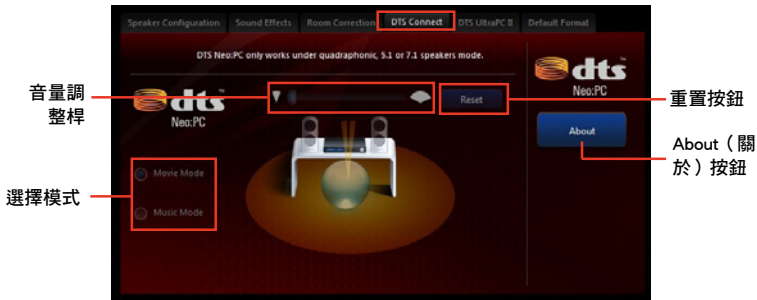 Speaker Configuration Sound Effects Room Correction DTS Connect DTS UltraPC II Default Format
DTS Neo:PC only works under quadraphonic, 5.1 or 7.1 speakers mode.
音量調
整桿
dts
Neo:PC
Reset
dts
Neo:PC
重置按鈕
About
About（關
於）按鈕
選擇模式
Movie Mode
Music Mode